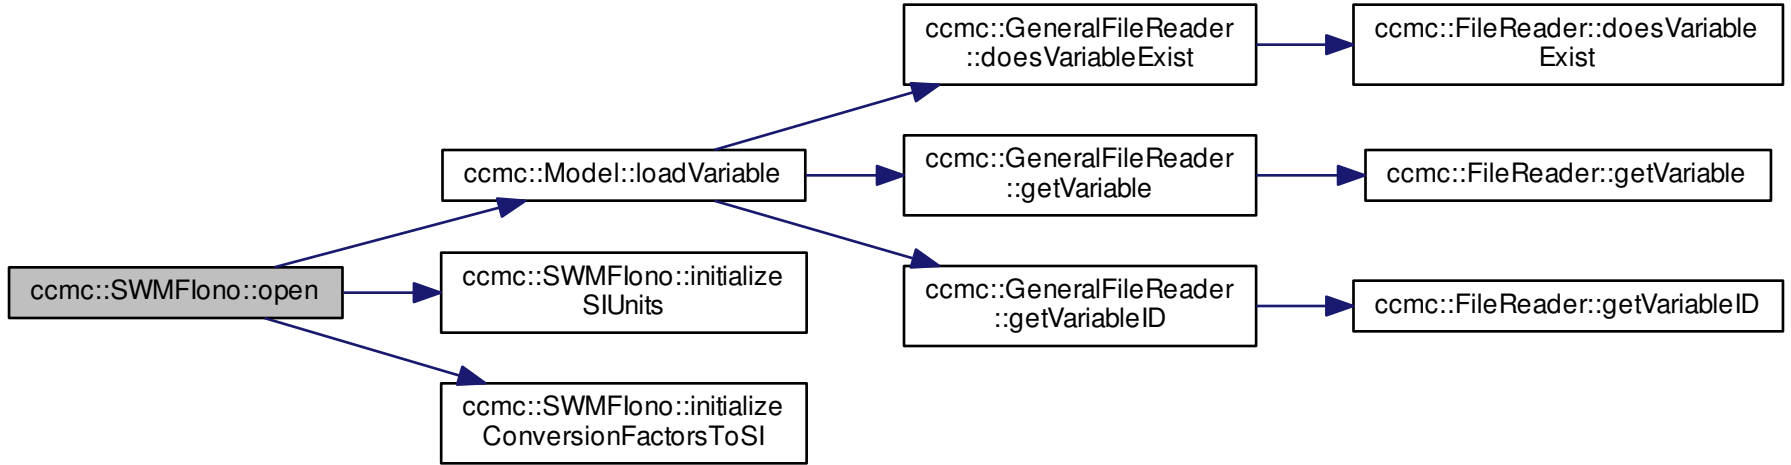 ccmc::SWMFIono::open
ccmc::Model::loadVariable
ccmc::SWMFIono::initialize
SIUnits
ccmc::SWMFIono::initialize
ConversionFactorsToSI
ccmc::GeneralFileReader
::doesVariableExist
ccmc::GeneralFileReader
::getVariable
ccmc::GeneralFileReader
::getVariableID
ccmc::FileReader::doesVariable
Exist
ccmc::FileReader::getVariable
ccmc::FileReader::getVariableID